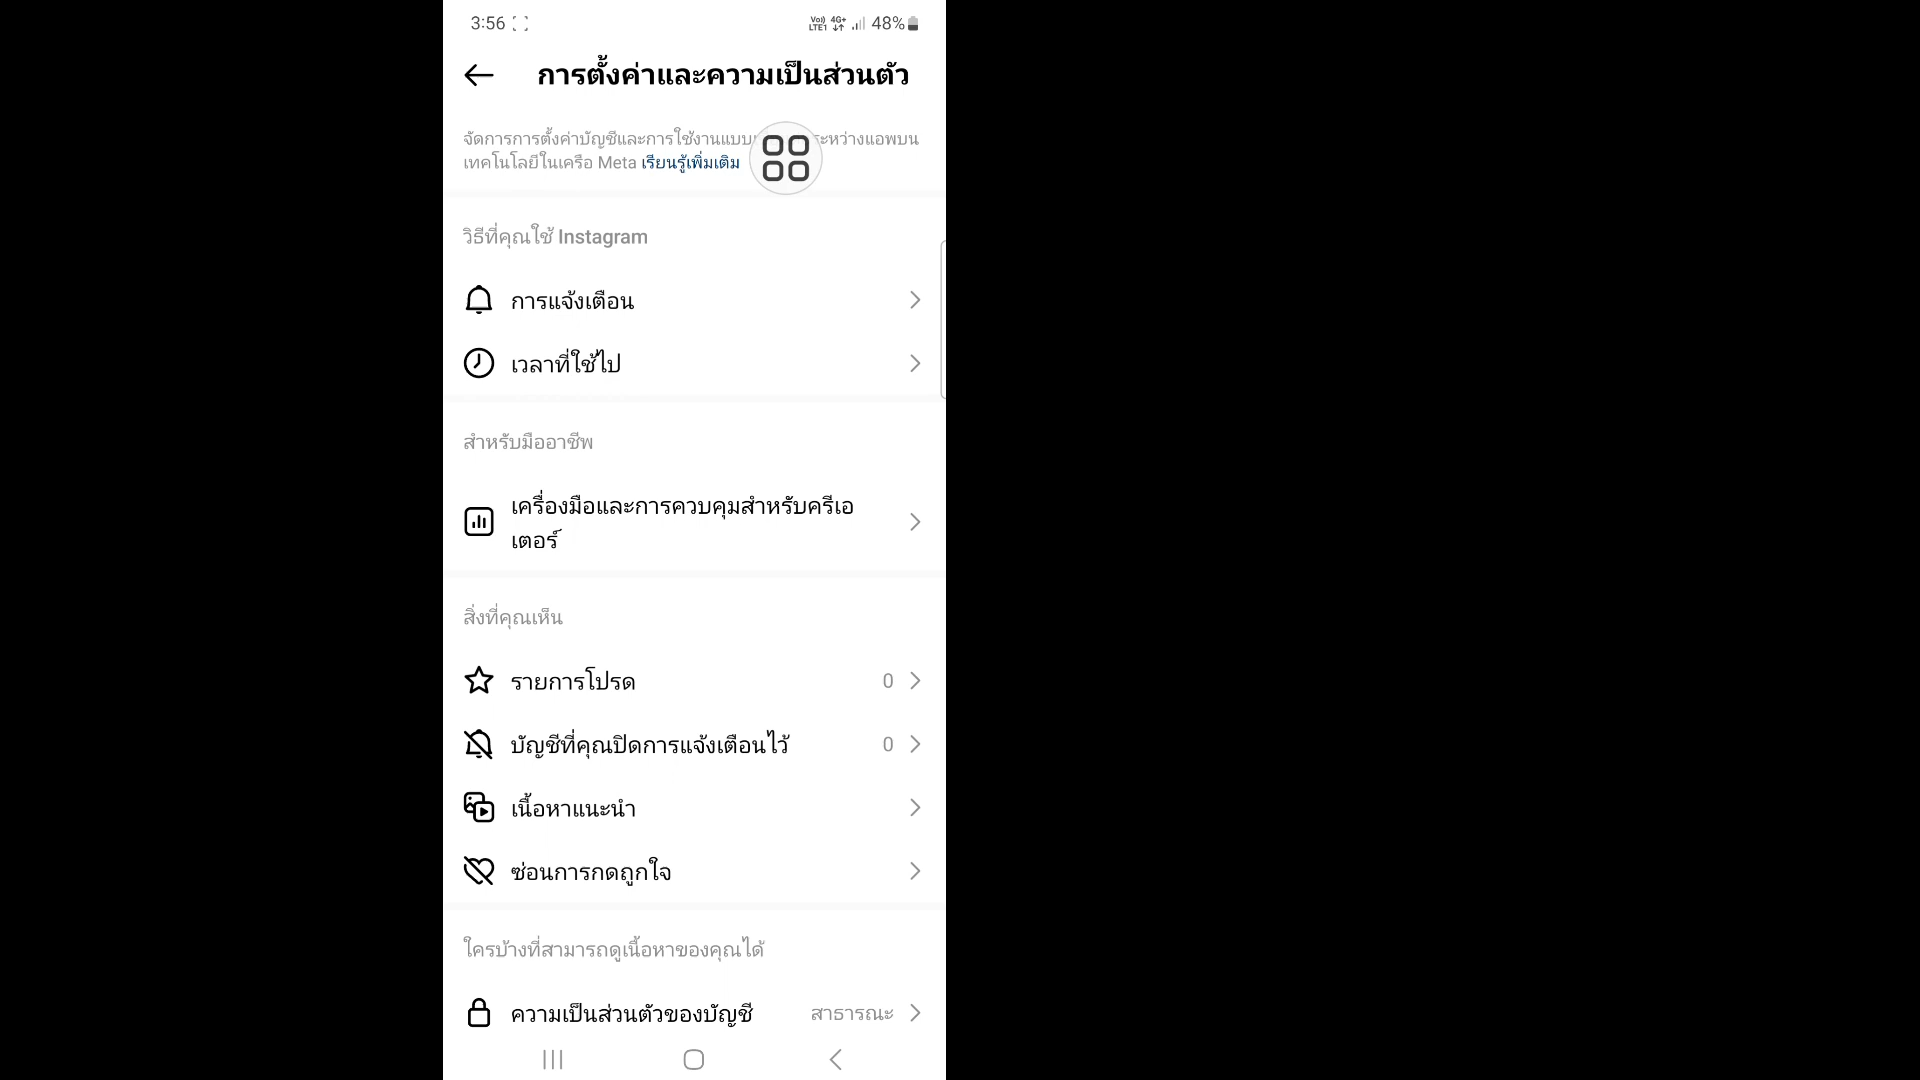 3:56 Vo)) LTE1 4G+ 48%
การตั้งค่าและความเป็นส่วนตัว
จัดการการตั้งค่าบัญชีและการใช้งานแบบ ระหว่างแอพบน
เทคโนโลยีในเครือ Meta เรียนรู้เพิ่มเติม
วิธีที่คุณใช้ Instagram
การแจ้งเตือน
เวลาที่ใช้ไป
สำหรับมืออาชีพ
เครื่องมือและการควบคุมสำหรับครีเอ
เตอร์
สิ่งที่คุณเห็น
รายการโปรด 0
บัญชีที่คุณปิดการแจ้งเตือนไว้ 0
เนื้อหาแนะนำ
ซ่อนการกดถูกใจ
ใครบ้างที่สามารถดูเนื้อหาของคุณได้
ความเป็นส่วนตัวของบัญชี สาธารณะ